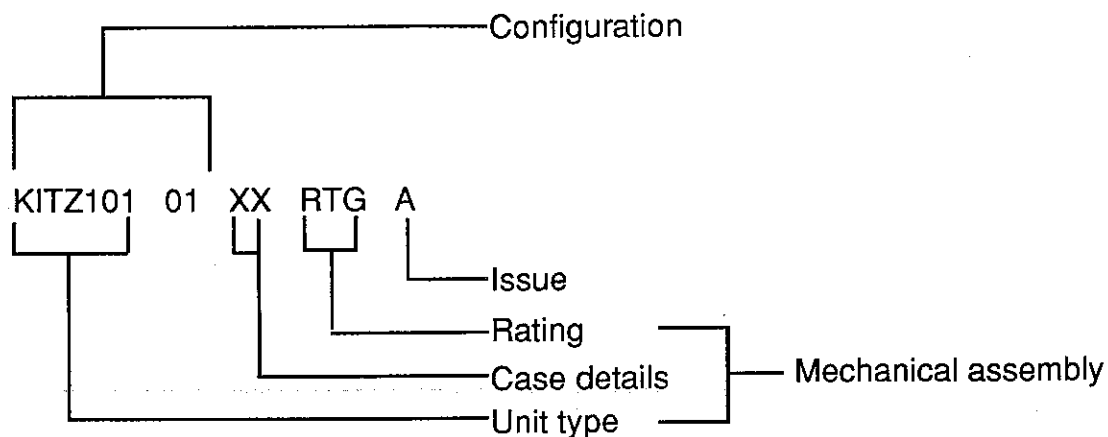 Configuration
KITZ101 01 XX RTG A
Issue
Rating
Mechanical assembly
Case details
Unit type